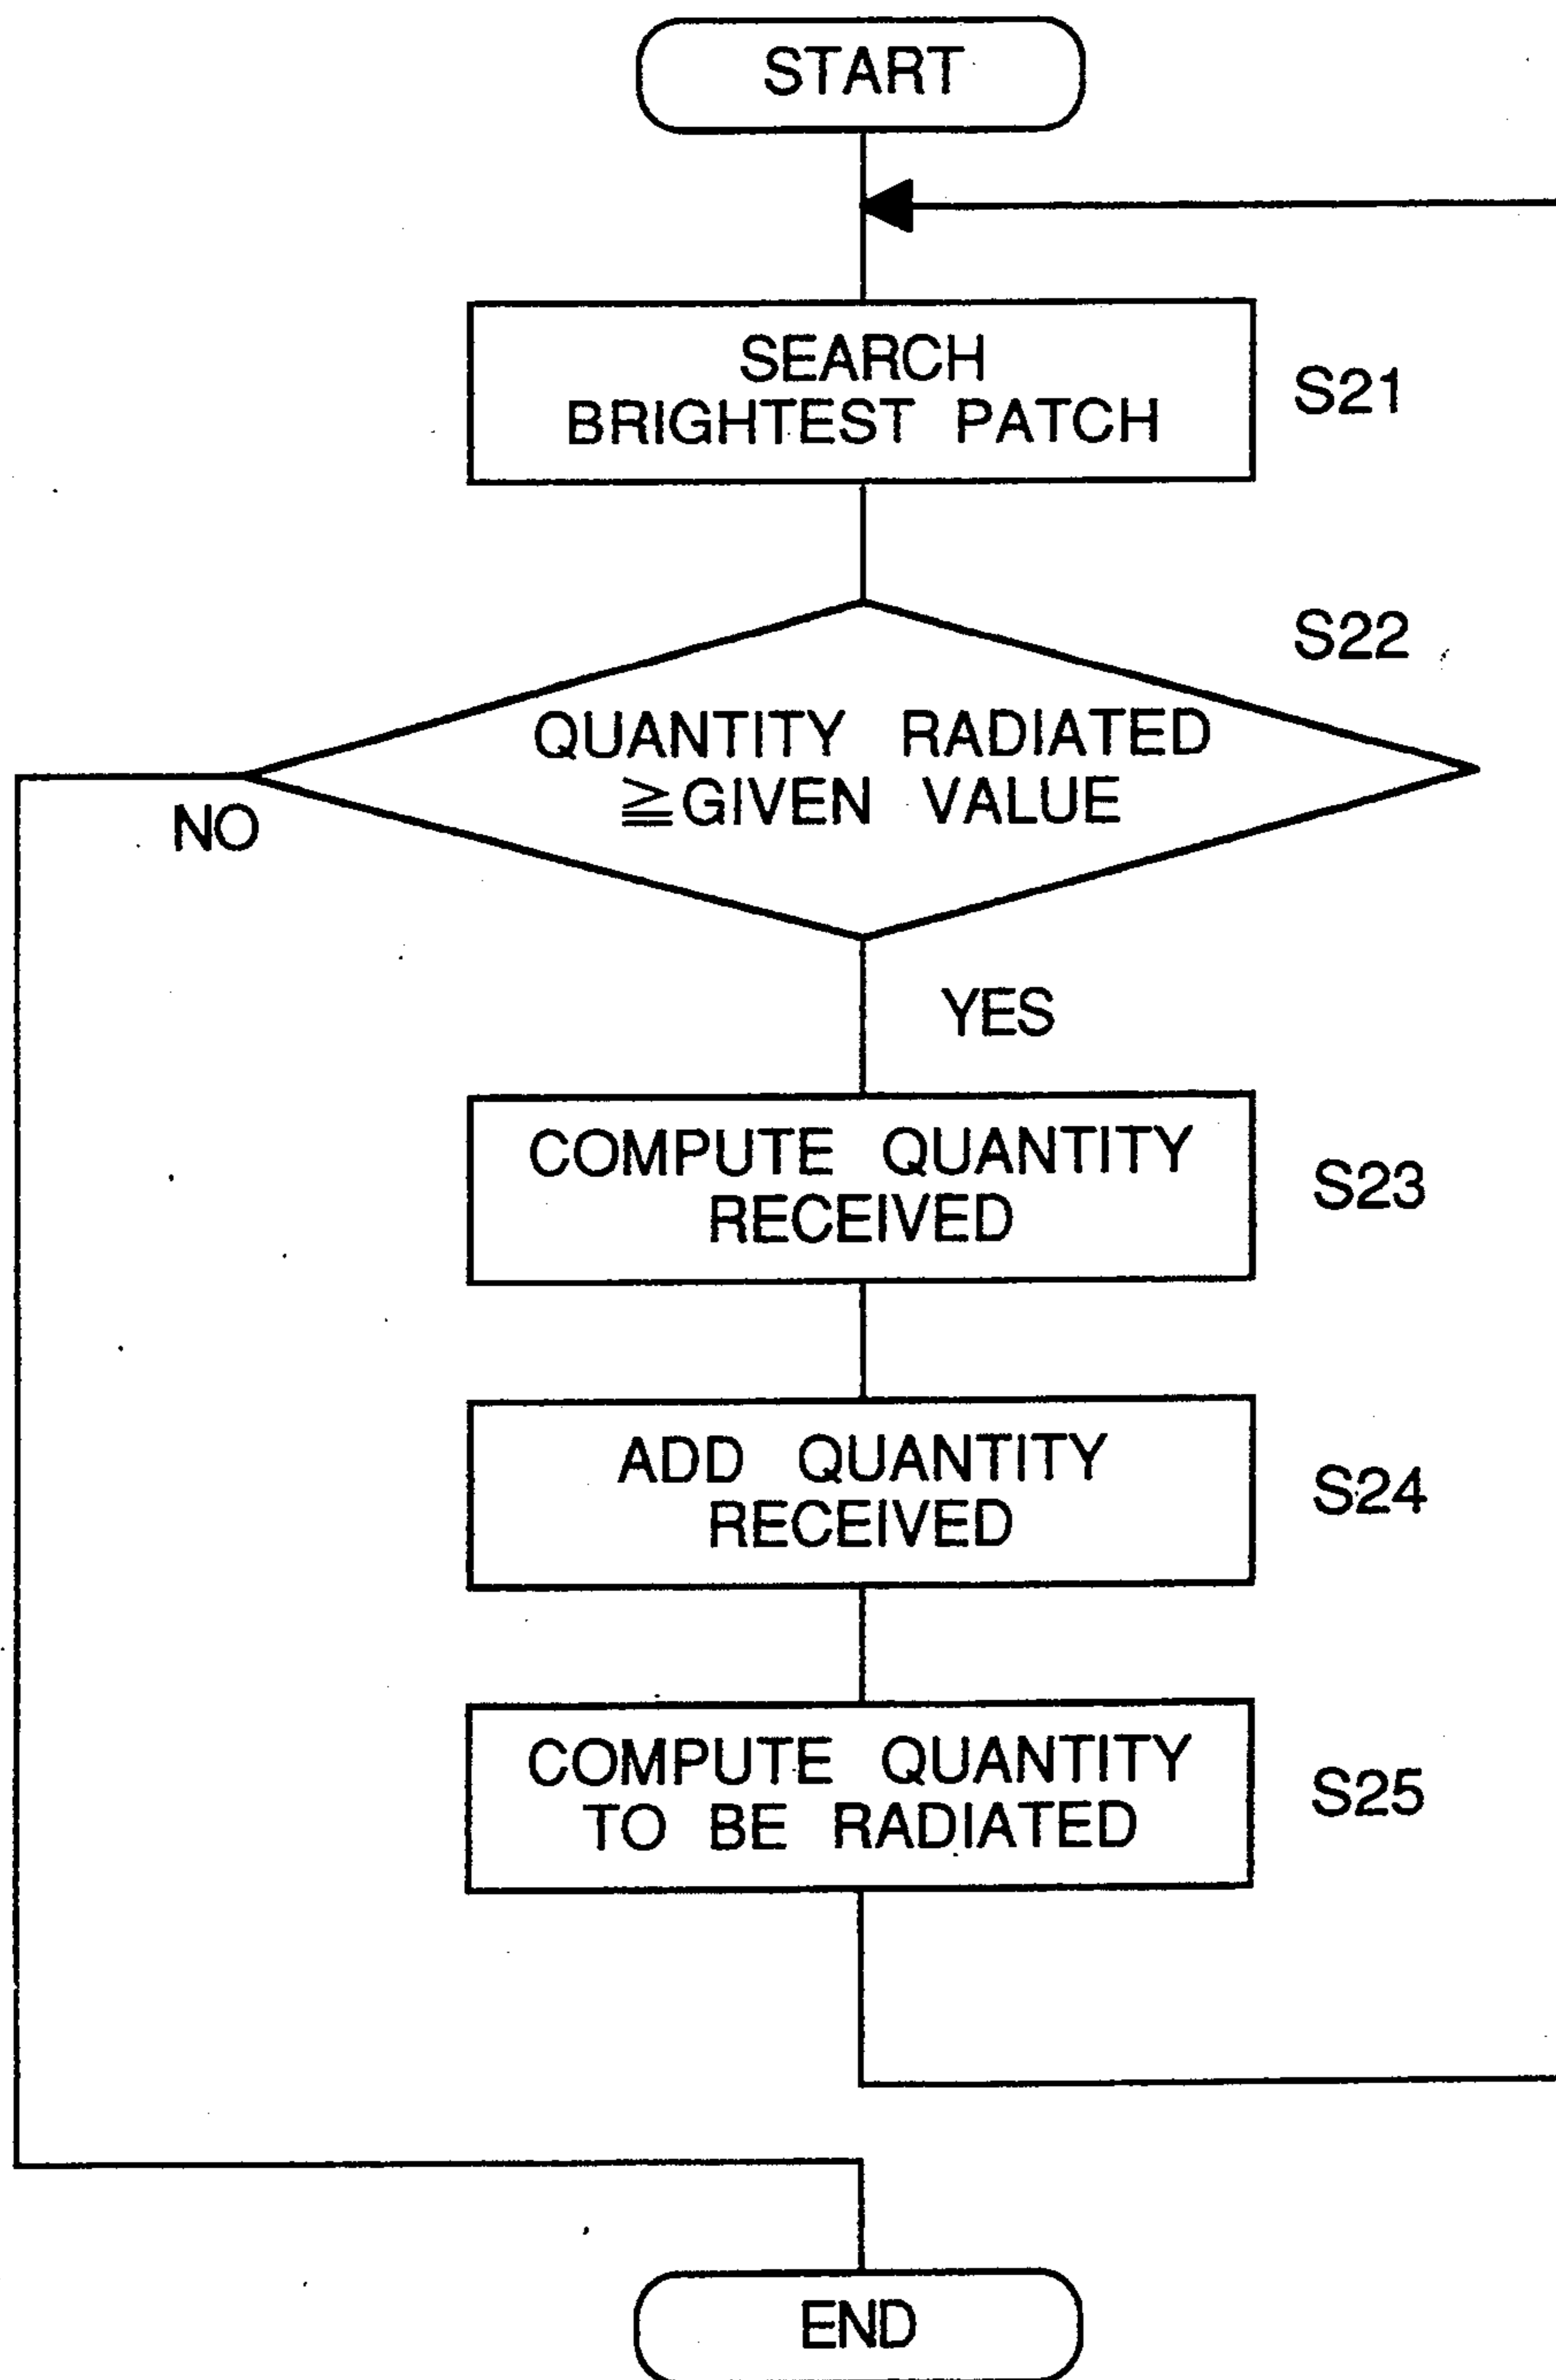 START
SEARCH
BRIGHTEST PATCH
S21
S22
QUANTITY RADIATED
≧GIVEN VALUE
NO
YES
COMPUTE QUANTITY
RECEIVED
S23
ADD QUANTITY
RECEIVED
S24
COMPUTE QUANTITY
TO BE RADIATED
S25
END